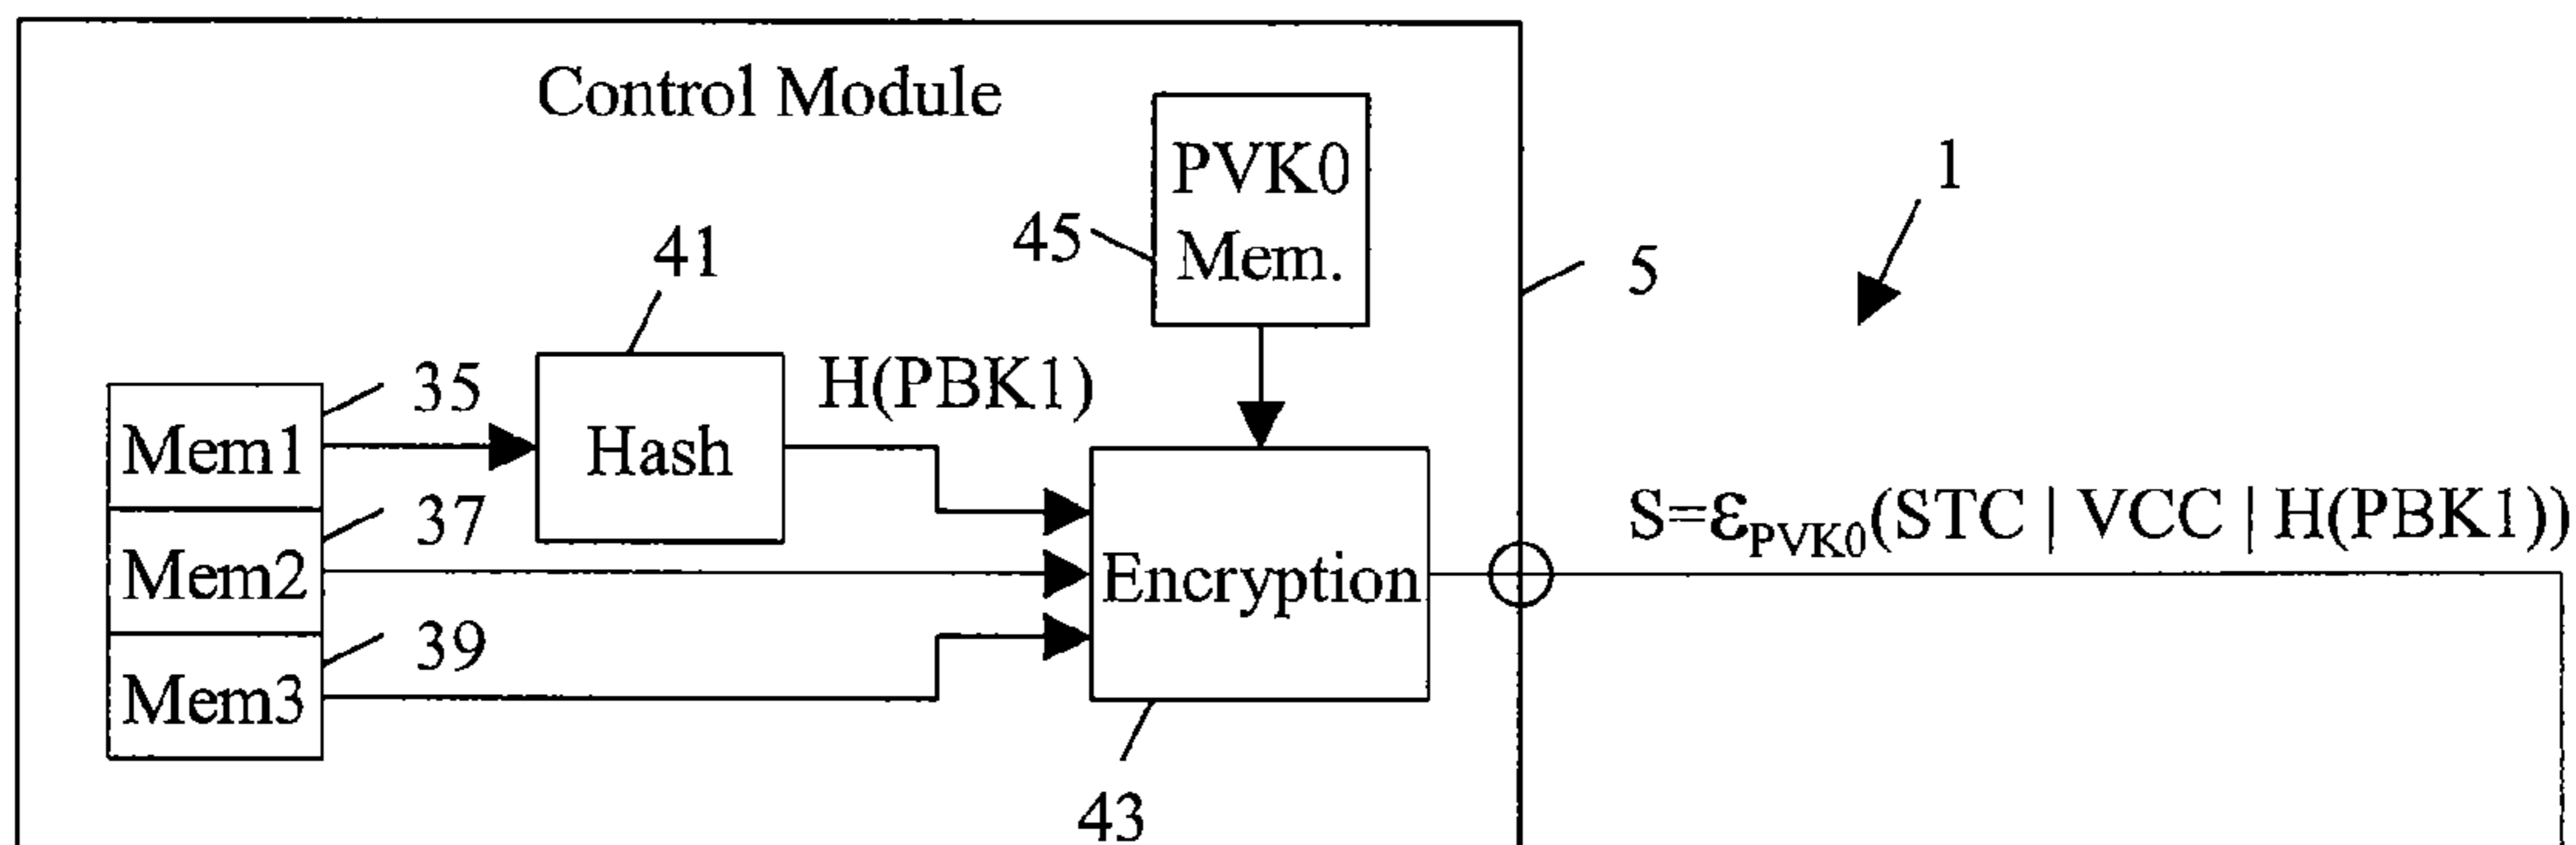 Control Module
PVK0
Mem.
45
1
5
41
35
Mem1
Hash
H(PBK1)
37
Mem2
Encryption
S=ε_PVK0(STC | VCC | H(PBK1))
39
Mem3
43